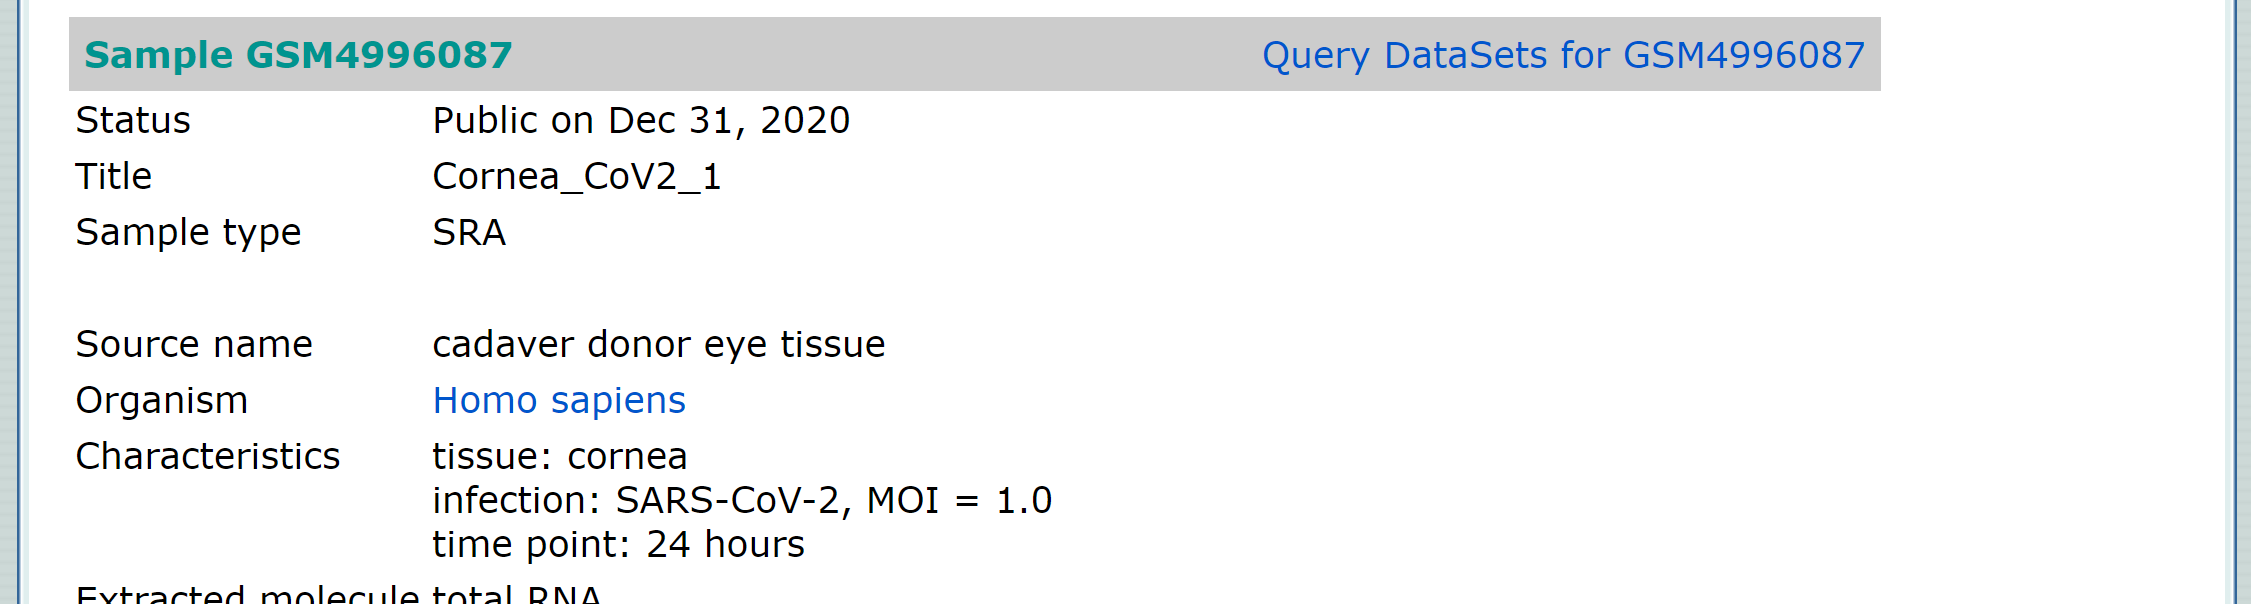 Sample GSM4996087 Query DataSets for GSM4996087
Status Public on Dec 31, 2020
Title Cornea_CoV2_1
Sample type SRA
Source name cadaver donor eye tissue
Organism Homo sapiens
Characteristics tissue: cornea
infection: SARS-CoV-2, MOI = 1.0
time point: 24 hours
Extracted molecule total RNA